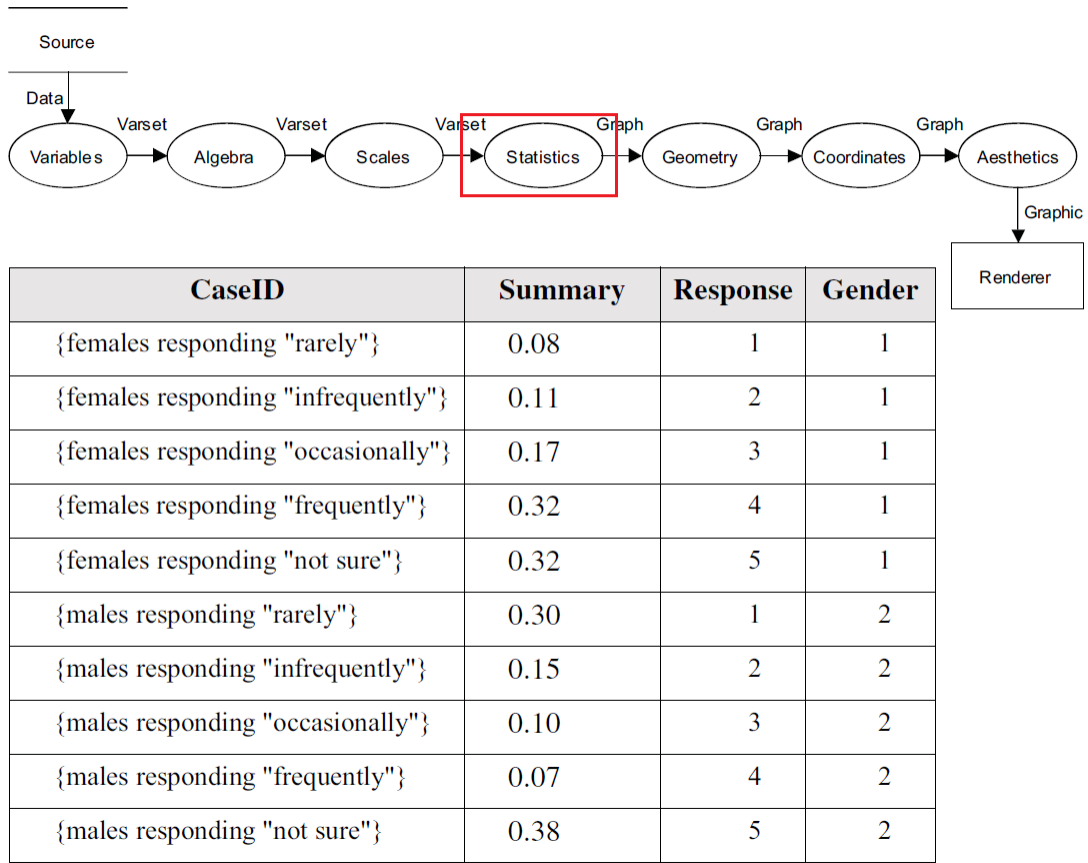 Source
Data
Varset Varset Varset Graph Graph Graph
Variables Algebra Scales Statistics Geometry Coordinates Aesthetics
Graphic
Renderer
CaseID Summary Response Gender
{females responding "rarely"} 0.08 1 1
{females responding "infrequently"} 0.11 2 1
{females responding "occasionally"} 0.17 3 1
{females responding "frequently"} 0.32 4 1
{females responding "not sure"} 0.32 5 1
{males responding "rarely"} 0.30 1 2
{males responding "infrequently"} 0.15 2 2
{males responding "occasionally"} 0.10 3 2
{males responding "frequently"} 0.07 4 2
{males responding "not sure"} 0.38 5 2